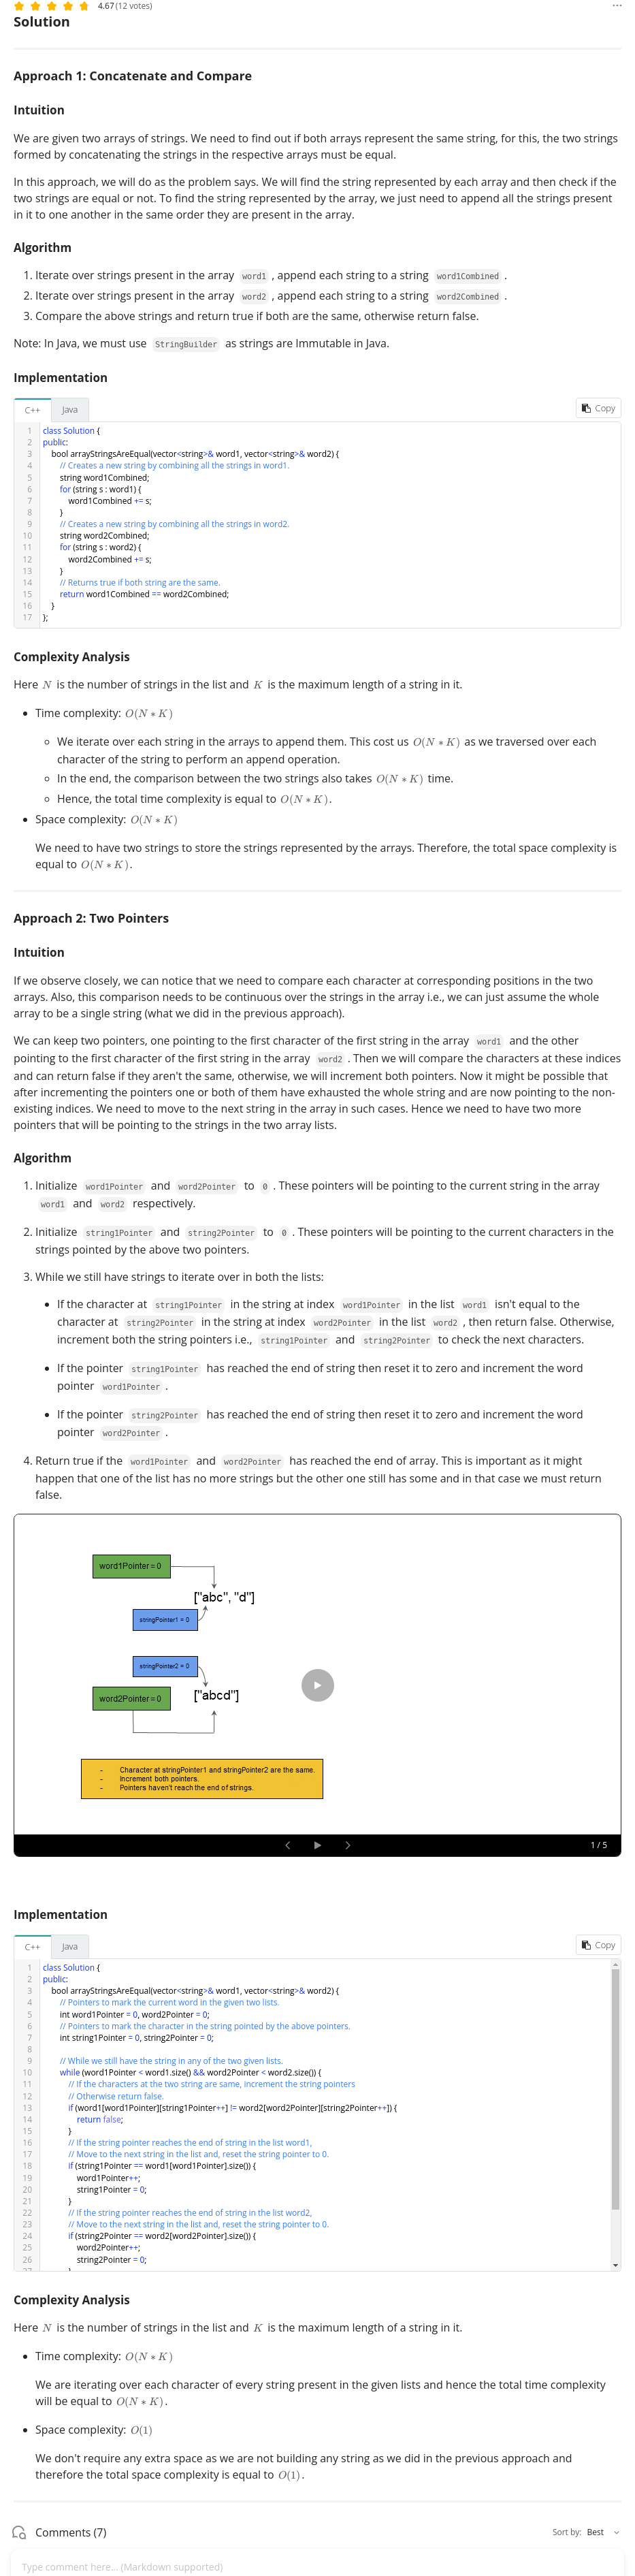 4.67 (12 votes)
Solution
Approach 1: Concatenate and Compare
Intuition
We are given two arrays of strings. We need to find out if both arrays represent the same string, for this, the two strings
formed by concatenating the strings in the respective arrays must be equal.
In this approach, we will do as the problem says. We will find the string represented by each array and then check if the
two strings are equal or not. To find the string represented by the array, we just need to append all the strings present
in it to one another in the same order they are present in the array.
Algorithm
1. Iterate over strings present in the array word1 , append each string to a string word1Combined .
2. Iterate over strings present in the array word2 , append each string to a string word2Combined .
3. Compare the above strings and return true if both are the same, otherwise return false.
Note: In Java, we must use StringBuilder as strings are Immutable in Java.
Implementation
C++ Java Copy
1 class Solution {
2 public:
3 bool arrayStringsAreEqual(vector<string>& word1, vector<string>& word2) {
4 // Creates a new string by combining all the strings in word1.
5 string word1Combined;
6 for (string s : word1) {
7 word1Combined += s;
8 }
9 // Creates a new string by combining all the strings in word2.
10 string word2Combined;
11 for (string s : word2) {
12 word2Combined += s;
13 }
14 // Returns true if both string are the same.
15 return word1Combined == word2Combined;
16 }
17 };
Complexity Analysis
Here N is the number of strings in the list and K is the maximum length of a string in it.
• Time complexity: O(N ∗ K)
◦ We iterate over each string in the arrays to append them. This cost us O(N ∗ K) as we traversed over each
character of the string to perform an append operation.
◦ In the end, the comparison between the two strings also takes O(N ∗ K) time.
◦ Hence, the total time complexity is equal to O(N ∗ K).
• Space complexity: O(N ∗ K)
We need to have two strings to store the strings represented by the arrays. Therefore, the total space complexity is
equal to O(N ∗ K).
Approach 2: Two Pointers
Intuition
If we observe closely, we can notice that we need to compare each character at corresponding positions in the two
arrays. Also, this comparison needs to be continuous over the strings in the array i.e., we can just assume the whole
array to be a single string (what we did in the previous approach).
We can keep two pointers, one pointing to the first character of the first string in the array word1 and the other
pointing to the first character of the first string in the array word2 . Then we will compare the characters at these indices
and can return false if they aren't the same, otherwise, we will increment both pointers. Now it might be possible that
after incrementing the pointers one or both of them have exhausted the whole string and are now pointing to the non-
existing indices. We need to move to the next string in the array in such cases. Hence we need to have two more
pointers that will be pointing to the strings in the two array lists.
Algorithm
1. Initialize word1Pointer and word2Pointer to 0 . These pointers will be pointing to the current string in the array
word1 and word2 respectively.
2. Initialize string1Pointer and string2Pointer to 0 . These pointers will be pointing to the current characters in the
strings pointed by the above two pointers.
3. While we still have strings to iterate over in both the lists:
• If the character at string1Pointer in the string at index word1Pointer in the list word1 isn't equal to the
character at string2Pointer in the string at index word2Pointer in the list word2 , then return false. Otherwise,
increment both the string pointers i.e., string1Pointer and string2Pointer to check the next characters.
• If the pointer string1Pointer has reached the end of string then reset it to zero and increment the word
pointer word1Pointer .
• If the pointer string2Pointer has reached the end of string then reset it to zero and increment the word
pointer word2Pointer .
4. Return true if the word1Pointer and word2Pointer has reached the end of array. This is important as it might
happen that one of the list has no more strings but the other one still has some and in that case we must return
false.
word1Pointer = 0
["abc", "d"]
stringPointer1 = 0
stringPointer2 = 0
word2Pointer = 0
["abcd"]
- Character at stringPointer1 and stringPointer2 are the same.
- Increment both pointers.
- Pointers haven't reach the end of strings.
1 / 5
Implementation
C++ Java Copy
1 class Solution {
2 public:
3 bool arrayStringsAreEqual(vector<string>& word1, vector<string>& word2) {
4 // Pointers to mark the current word in the given two lists.
5 int word1Pointer = 0, word2Pointer = 0;
6 // Pointers to mark the character in the string pointed by the above pointers.
7 int string1Pointer = 0, string2Pointer = 0;
8
9 // While we still have the string in any of the two given lists.
10 while (word1Pointer < word1.size() && word2Pointer < word2.size()) {
11 // If the characters at the two string are same, increment the string pointers
12 // Otherwise return false.
13 if (word1[word1Pointer][string1Pointer++] != word2[word2Pointer][string2Pointer++]) {
14 return false;
15 }
16 // If the string pointer reaches the end of string in the list word1,
17 // Move to the next string in the list and, reset the string pointer to 0.
18 if (string1Pointer == word1[word1Pointer].size()) {
19 word1Pointer++;
20 string1Pointer = 0;
21 }
22 // If the string pointer reaches the end of string in the list word2,
23 // Move to the next string in the list and, reset the string pointer to 0.
24 if (string2Pointer == word2[word2Pointer].size()) {
25 word2Pointer++;
26 string2Pointer = 0;
27 }
Complexity Analysis
Here N is the number of strings in the list and K is the maximum length of a string in it.
• Time complexity: O(N ∗ K)
We are iterating over each character of every string present in the given lists and hence the total time complexity
will be equal to O(N ∗ K).
• Space complexity: O(1)
We don't require any extra space as we are not building any string as we did in the previous approach and
therefore the total space complexity is equal to O(1).
Comments (7) Sort by: Best
Type comment here... (Markdown supported)